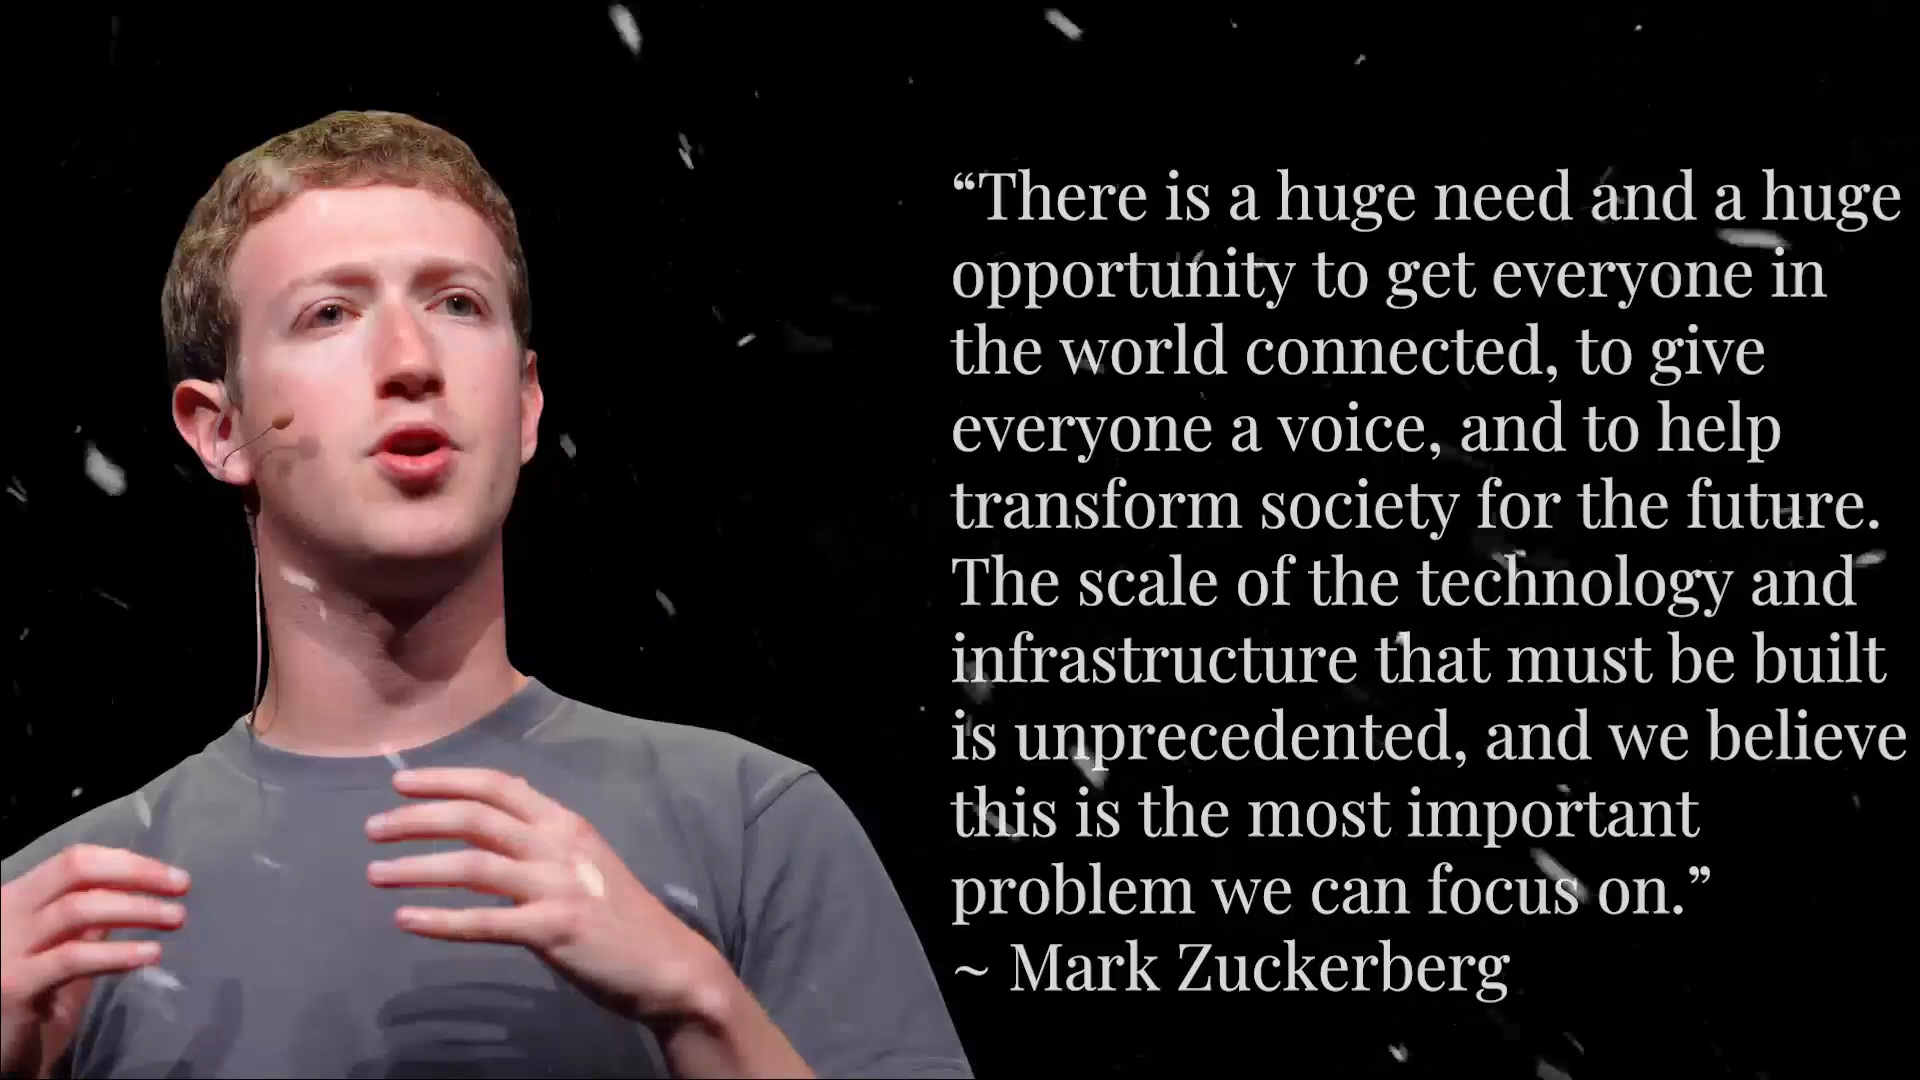 “There is a huge need and a huge
opportunity to get everyone in
the world connected, to give
everyone a voice, and to help
transform society for the future.
The scale of the technology and
infrastructure that must be built
is unprecedented, and we believe
this is the most important
problem we can focus on.”
~ Mark Zuckerberg